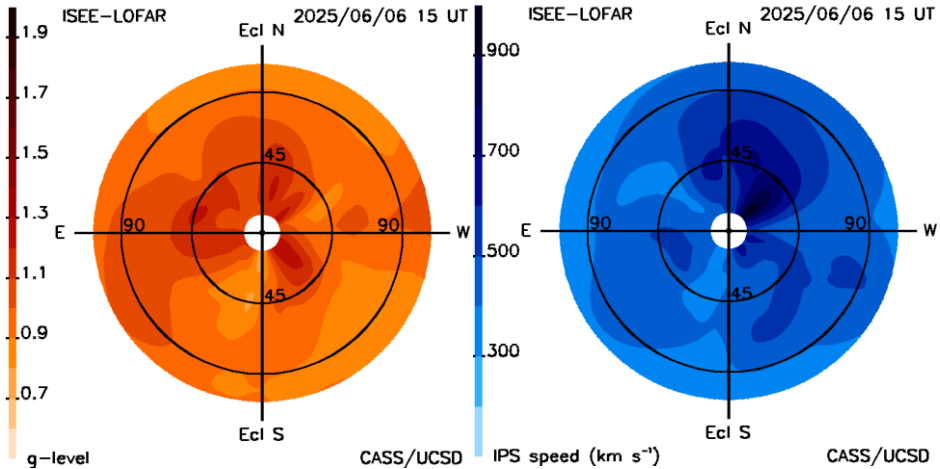 ISEE-LOFAR 2025/06/06 15 UT
Ecl N
1.9
1.7
1.5
1.3
1.1
0.9
0.7
45
90
90
E
W
45
Ecl S
g-level
CASS/UCSD
ISEE-LOFAR 2025/06/06 15 UT
Ecl N
900
700
500
300
45
90
90
E
W
45
Ecl S
IPS speed (km s⁻¹)
CASS/UCSD